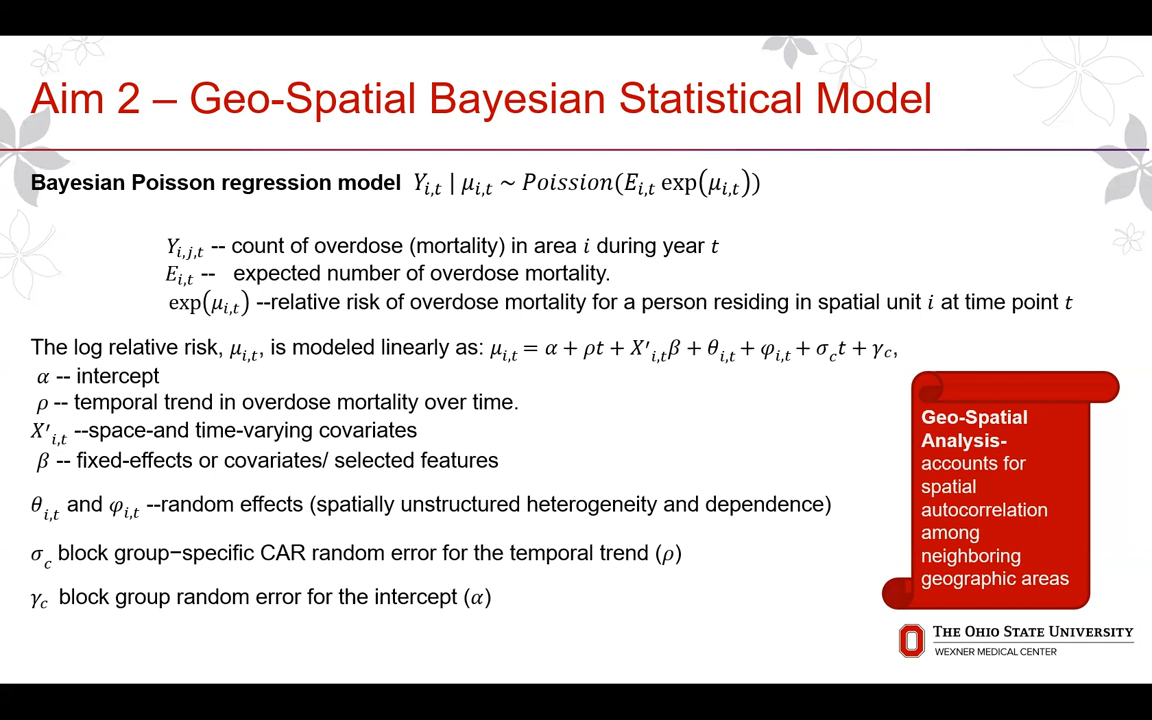 Aim 2 – Geo-Spatial Bayesian Statistical Model
Bayesian Poisson regression model Y_{i,t} | μ_{i,t} ~ Poission(E_{i,t} exp(μ_{i,t}))
Y_{i,j,t} -- count of overdose (mortality) in area i during year t
E_{i,t} -- expected number of overdose mortality.
exp(μ_{i,t}) --relative risk of overdose mortality for a person residing in spatial unit i at time point t
The log relative risk, μ_{i,t}, is modeled linearly as: μ_{i,t} = α + ρt + X'_{i,t}β + θ_{i,t} + φ_{i,t} + σ_c t + γ_c,
α -- intercept
ρ -- temporal trend in overdose mortality over time.
X'_{i,t} --space-and time-varying covariates
β -- fixed-effects or covariates/ selected features
θ_{i,t} and φ_{i,t} --random effects (spatially unstructured heterogeneity and dependence)
σ_c block group−specific CAR random error for the temporal trend (ρ)
γ_c block group random error for the intercept (α)
Geo-Spatial
Analysis-
accounts for
spatial
autocorrelation
among
neighboring
geographic areas
THE OHIO STATE UNIVERSITY
WEXNER MEDICAL CENTER